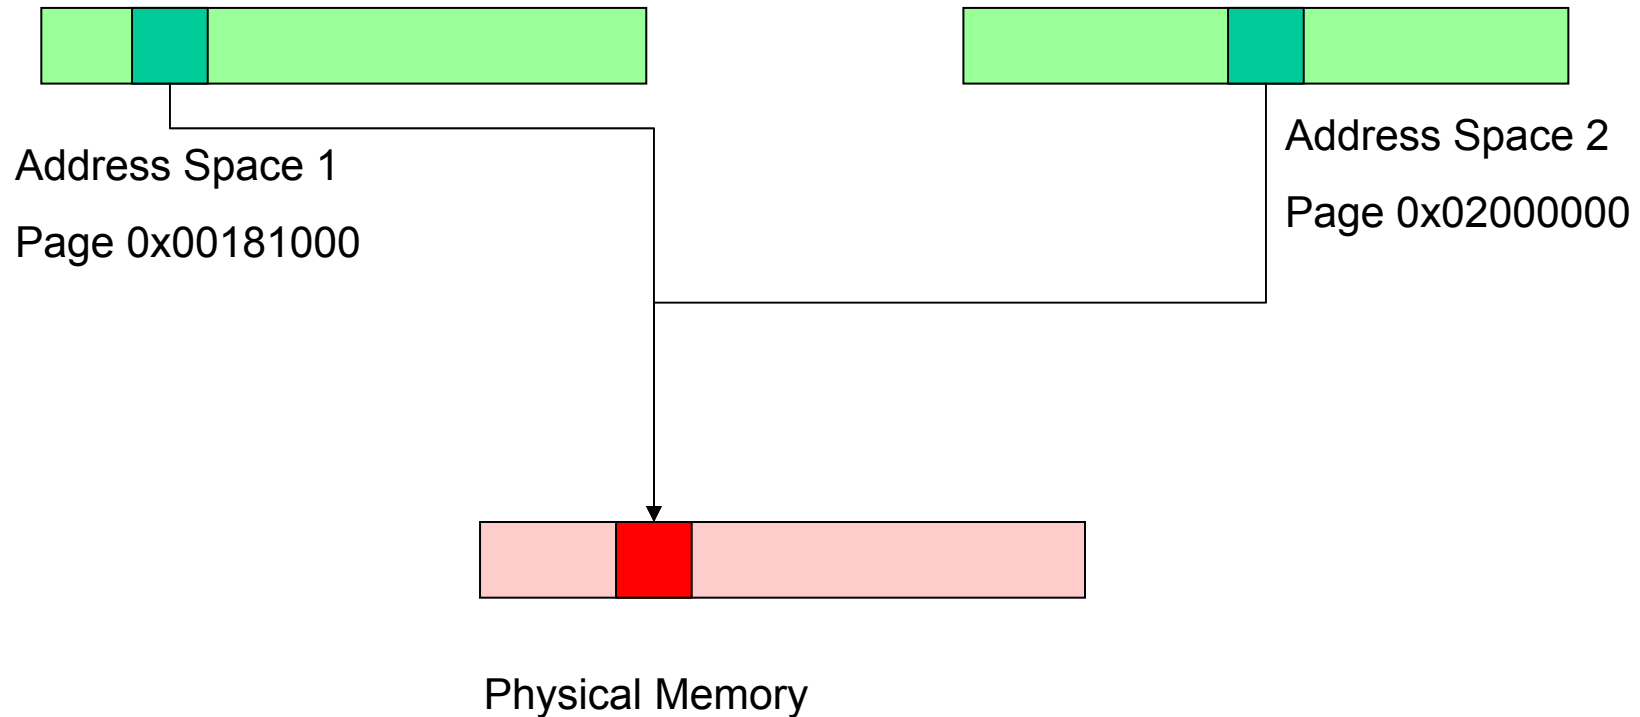 Address Space 1
Page 0x00181000
Address Space 2
Page 0x02000000
Physical Memory